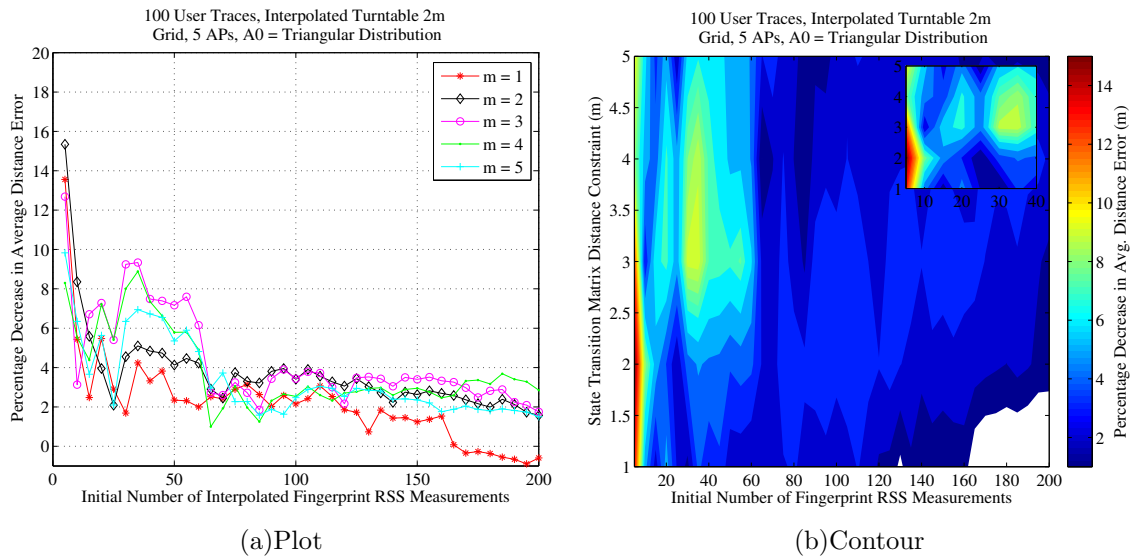 100 User Traces, Interpolated Turntable 2m
Grid, 5 APs, A0 = Triangular Distribution
20
18
16
14
12
10
8
6
4
2
0
Percentage Decrease in Average Distance Error
m = 1
m = 2
m = 3
m = 4
m = 5
0 50 100 150 200
Initial Number of Interpolated Fingerprint RSS Measurements
(a)Plot
100 User Traces, Interpolated Turntable 2m
Grid, 5 APs, A0 = Triangular Distribution
5
4.5
4
3.5
3
2.5
2
1.5
1
State Transition Matrix Distance Constraint (m)
5
4
3
2
1
10 20 30 40
20 40 60 80 100 120 140 160 180 200
Initial Number of Fingerprint RSS Measurements
14
12
10
8
6
4
2
Percentage Decrease in Avg. Distance Error (m)
(b)Contour